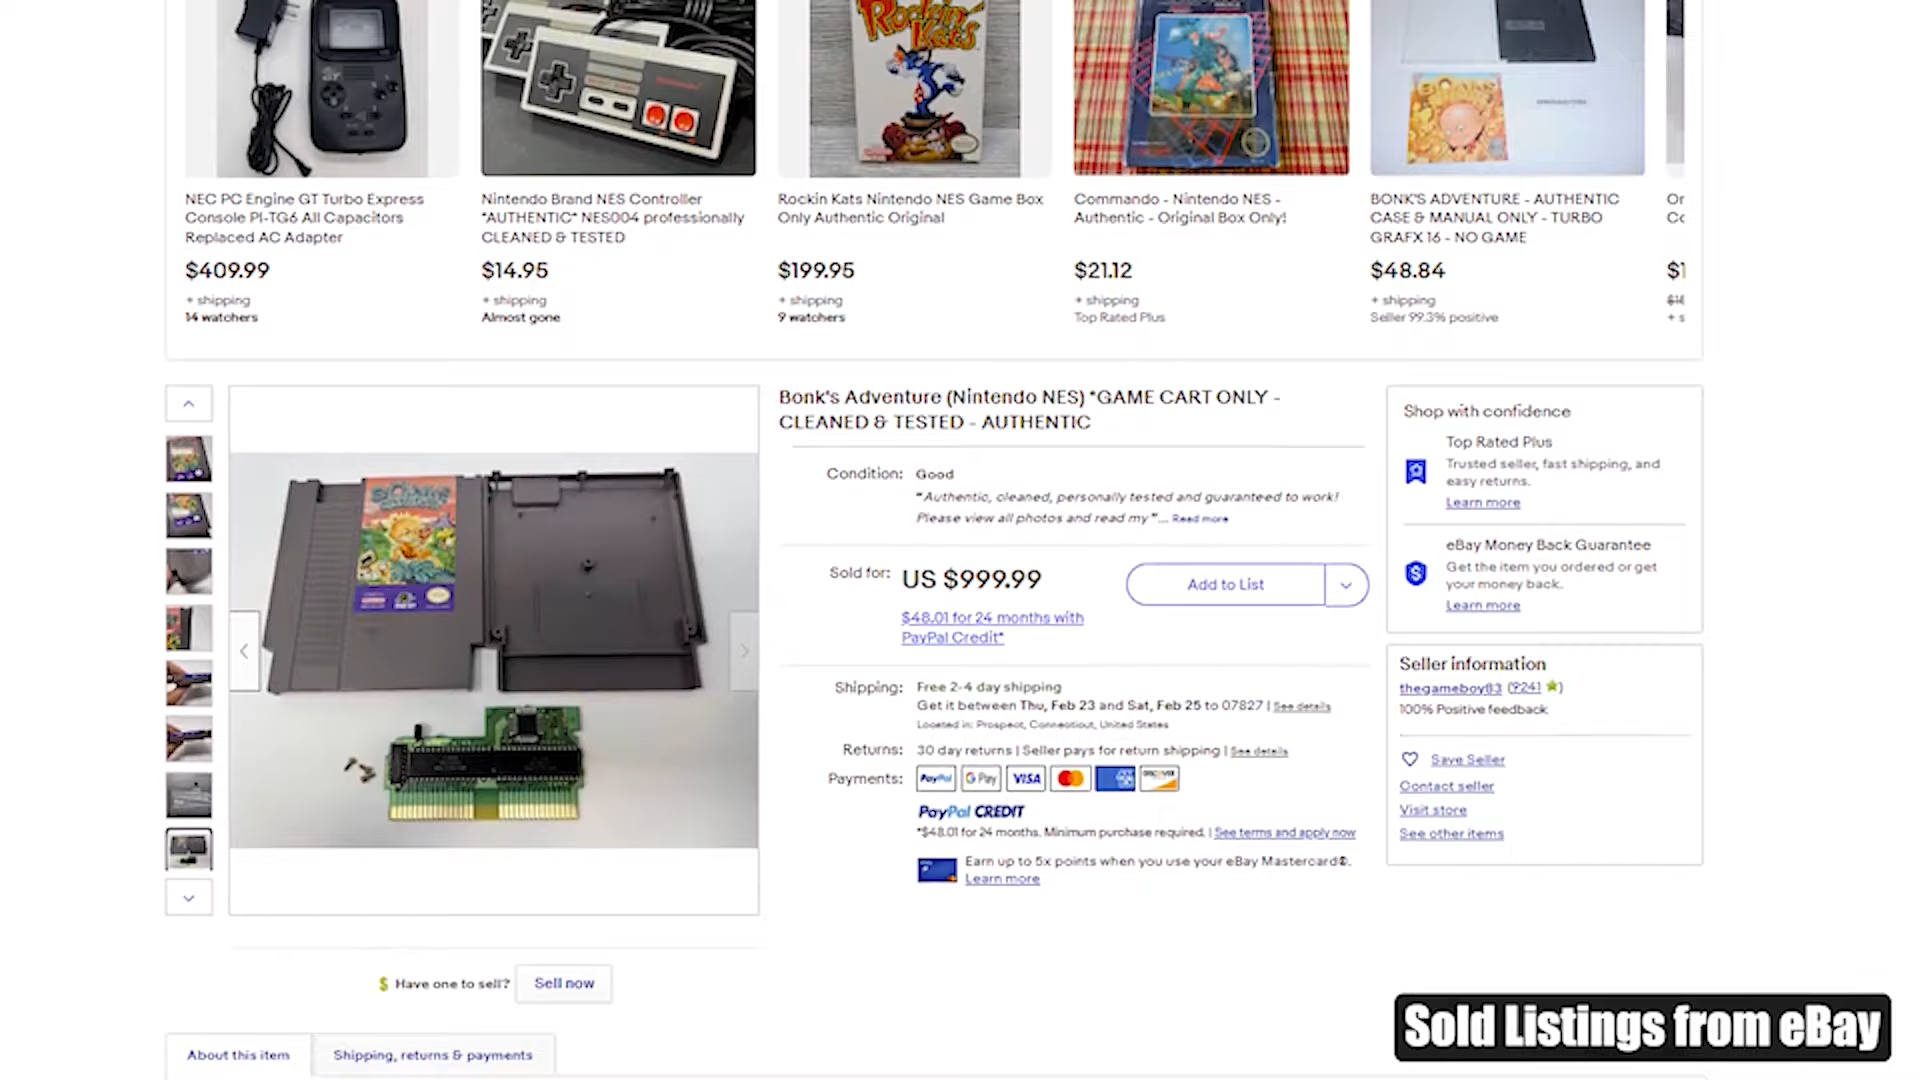 Rockin' Kats
NEC PC Engine GT Turbo Express
Console PI-TG6 All Capacitors
Replaced AC Adapter
$409.99
+ shipping
14 watchers
Nintendo Brand NES Controller
*AUTHENTIC* NES004 professionally
CLEANED & TESTED
$14.95
+ shipping
Almost gone
Rockin Kats Nintendo NES Game Box
Only Authentic Original
$199.95
+ shipping
9 watchers
Commando - Nintendo NES -
Authentic - Original Box Only!
$21.12
+ shipping
Top Rated Plus
BONK'S ADVENTURE - AUTHENTIC
CASE & MANUAL ONLY - TURBO
GRAFX 16 - NO GAME
$48.84
+ shipping
Seller 99.3% positive
Or
Co
$1
+ s
Bonk's Adventure (Nintendo NES) *GAME CART ONLY -
CLEANED & TESTED - AUTHENTIC
Condition: Good
"Authentic, cleaned, personally tested and guaranteed to work!
Please view all photos and read my "... Read more
Sold for: US $999.99
Add to List
$48.01 for 24 months with
PayPal Credit*
Shipping: Free 2-4 day shipping
Get it between Thu, Feb 23 and Sat, Feb 25 to 07827 | See details
Located in: Prospect, Connecticut, United States
Returns: 30 day returns | Seller pays for return shipping | See details
Payments: PayPal G Pay VISA DISCOVER
PayPal CREDIT
*$48.01 for 24 months. Minimum purchase required. | See terms and apply now
Earn up to 5x points when you use your eBay Mastercard®.
Learn more
Shop with confidence
Top Rated Plus
Trusted seller, fast shipping, and
easy returns.
Learn more
eBay Money Back Guarantee
Get the item you ordered or get
your money back.
Learn more
Seller information
thegameboy83 (9241)
100% Positive feedback
Save Seller
Contact seller
Visit store
See other items
$ Have one to sell? Sell now
About this item
Shipping, returns & payments
Sold Listings from eBay